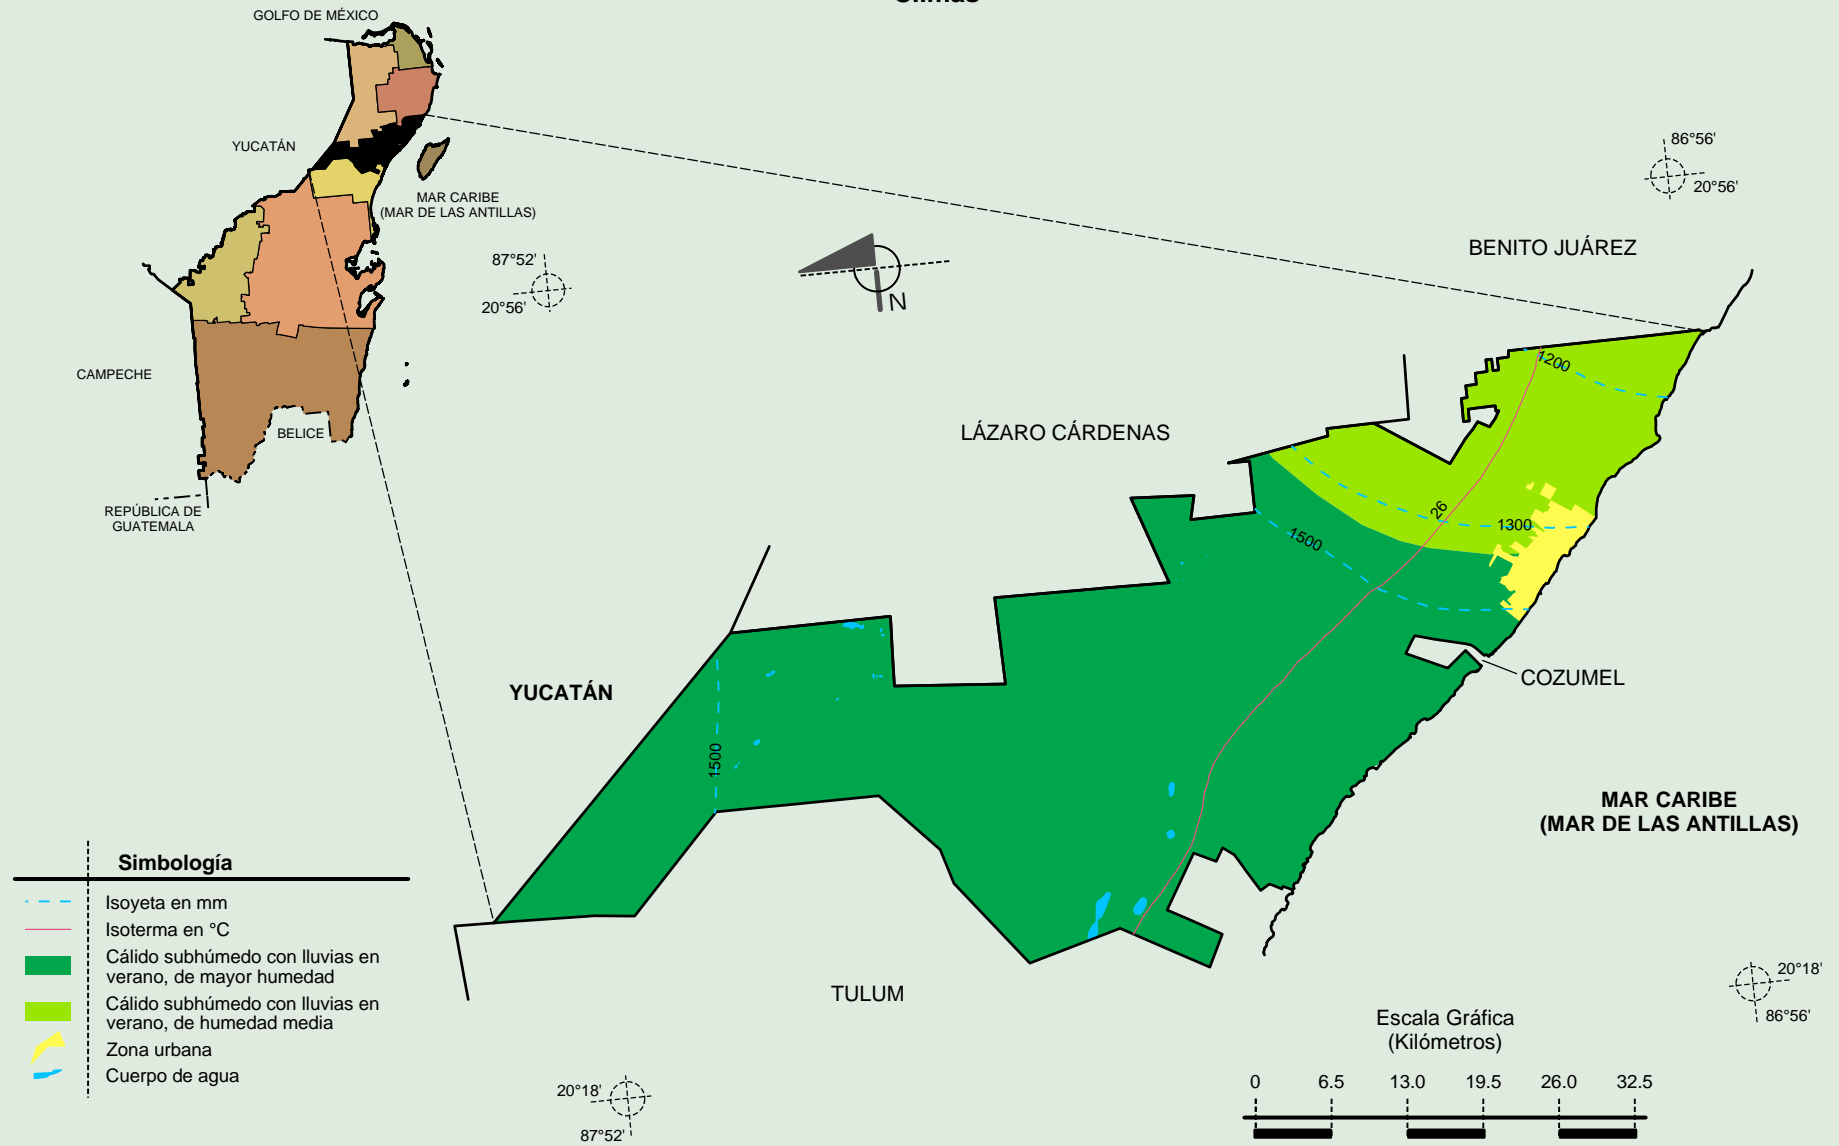 Climas
GOLFO DE MÉXICO
YUCATÁN
MAR CARIBE
(MAR DE LAS ANTILLAS)
CAMPECHE
BELICE
REPÚBLICA DE
GUATEMALA
87°52'
20°56'
N
86°56'
20°56'
BENITO JUÁREZ
LÁZARO CÁRDENAS
1200
26
1300
1500
COZUMEL
YUCATÁN
1500
MAR CARIBE
(MAR DE LAS ANTILLAS)
TULUM
20°18'
86°56'
20°18'
87°52'
Simbología
Isoyeta en mm
Isoterma en °C
Cálido subhúmedo con lluvias en
verano, de mayor humedad
Cálido subhúmedo con lluvias en
verano, de humedad media
Zona urbana
Cuerpo de agua
Escala Gráfica
(Kilómetros)
0 6.5 13.0 19.5 26.0 32.5